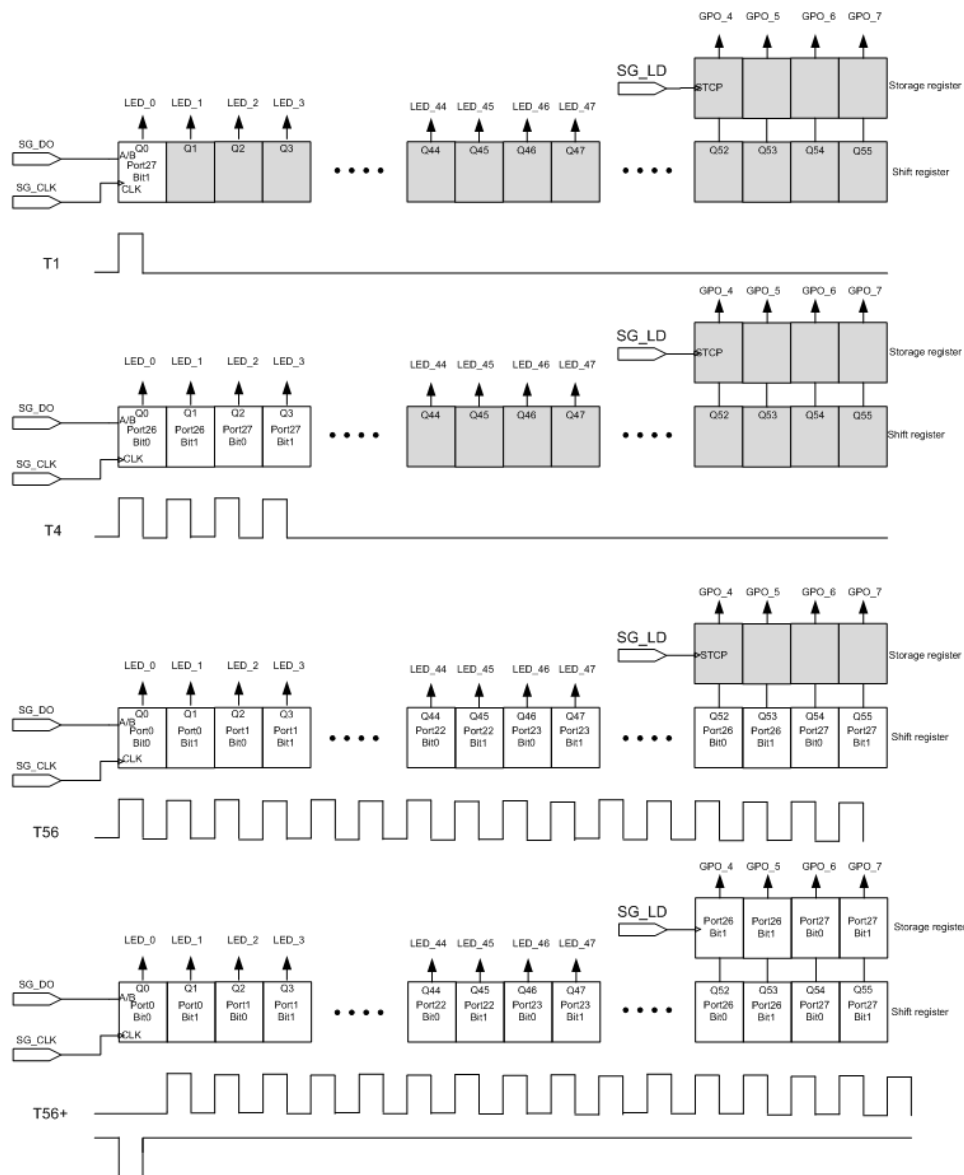 GPO_4 GPO_5 GPO_6 GPO_7
SG_LD
STCP
Storage register
LED_0 LED_1 LED_2 LED_3
LED_44 LED_45 LED_46 LED_47
SG_DO
SG_CLK
A/B
CLK
Q0 Q1 Q2 Q3
Port27
Bit1
Q44 Q45 Q46 Q47
Q52 Q53 Q54 Q55
Shift register
T1
GPO_4 GPO_5 GPO_6 GPO_7
SG_LD
STCP
Storage register
LED_0 LED_1 LED_2 LED_3
LED_44 LED_45 LED_46 LED_47
SG_DO
SG_CLK
A/B
CLK
Q0 Q1 Q2 Q3
Port26 Port26 Port27 Port27
Bit0 Bit1 Bit0 Bit1
Q44 Q45 Q46 Q47
Q52 Q53 Q54 Q55
Shift register
T4
GPO_4 GPO_5 GPO_6 GPO_7
SG_LD
STCP
Storage register
LED_0 LED_1 LED_2 LED_3
LED_44 LED_45 LED_46 LED_47
SG_DO
SG_CLK
A/B
CLK
Q0 Q1 Q2 Q3
Port0 Port0 Port1 Port1
Bit0 Bit1 Bit0 Bit1
Q44 Q45 Q46 Q47
Port22 Port22 Port23 Port23
Bit0 Bit1 Bit0 Bit1
Q52 Q53 Q54 Q55
Port26 Port26 Port27 Port27
Bit0 Bit1 Bit0 Bit1
Shift register
T56
GPO_4 GPO_5 GPO_6 GPO_7
SG_LD
Port26 Port26 Port27 Port27
Bit1 Bit1 Bit0 Bit1
Storage register
LED_0 LED_1 LED_2 LED_3
LED_44 LED_45 LED_46 LED_47
SG_DO
SG_CLK
A/B
CLK
Q0 Q1 Q2 Q3
Port0 Port0 Port1 Port1
Bit0 Bit1 Bit0 Bit1
Q44 Q45 Q46 Q47
Port22 Port22 Port23 Port23
Bit0 Bit1 Bit0 Bit1
Q52 Q53 Q54 Q55
Port26 Port26 Port27 Port27
Bit0 Bit1 Bit0 Bit1
Shift register
T56+